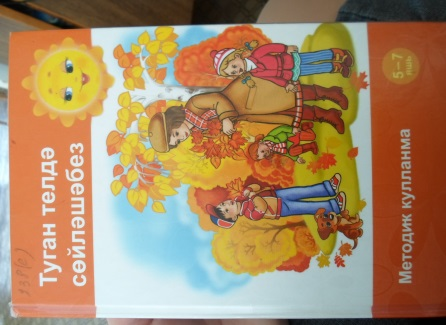 Туган телдә
сөйләшәбез
5–7
яшь
Методик кулланма